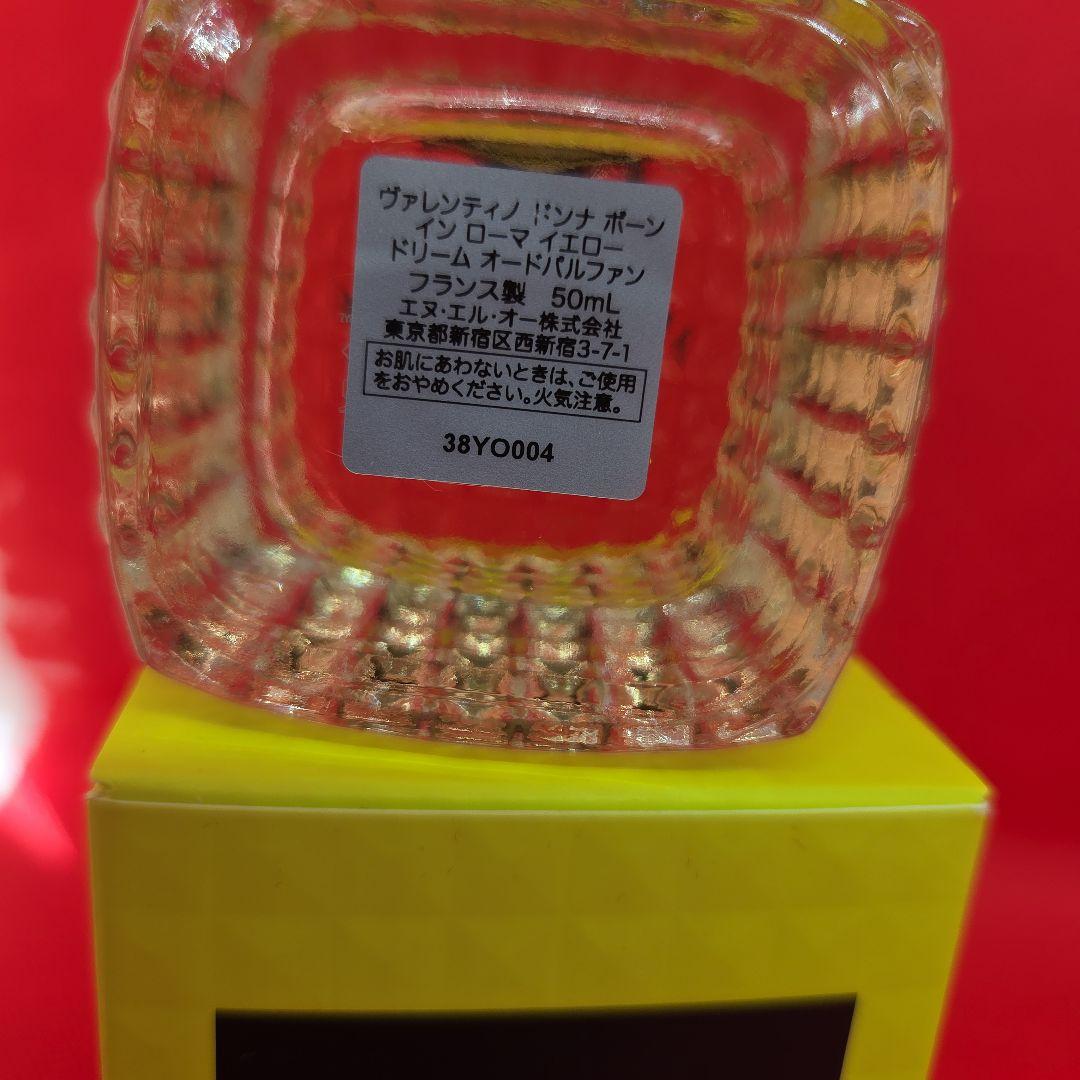 ヴァレンティノ ドンナ ボーン
イン ローマ イエロー
ドリーム オードパルファン
フランス製 50mL
エヌ・エル・オー株式会社
東京都新宿区西新宿3-7-1
お肌にあわないときは、ご使用
をおやめください。火気注意。
38YO004